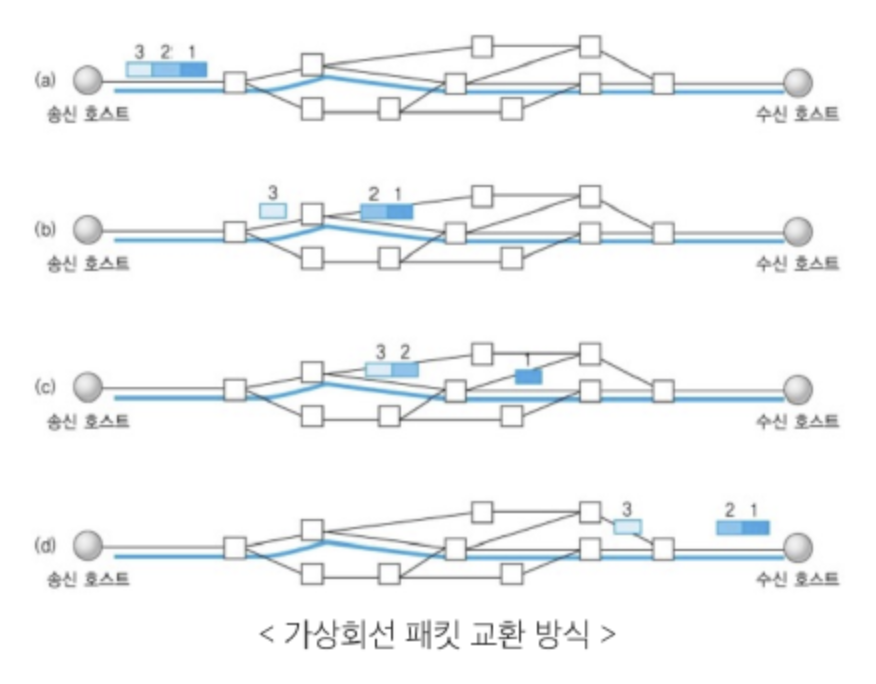 3 2 1
(a)
송신 호스트
수신 호스트
3
2 1
(b)
송신 호스트
수신 호스트
3 2
1
(c)
송신 호스트
수신 호스트
3
2 1
(d)
송신 호스트
수신 호스트
< 가상회선 패킷 교환 방식 >